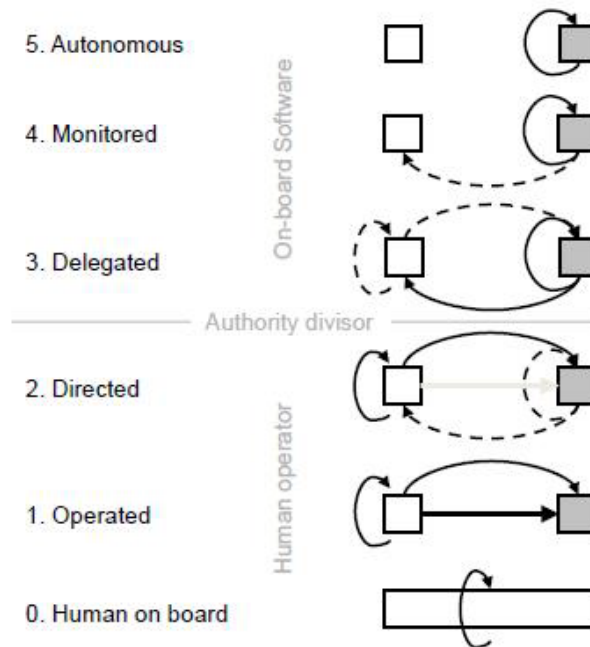 5. Autonomous
4. Monitored
On-board Software
3. Delegated
Authority divisor
2. Directed
Human operator
1. Operated
0. Human on board